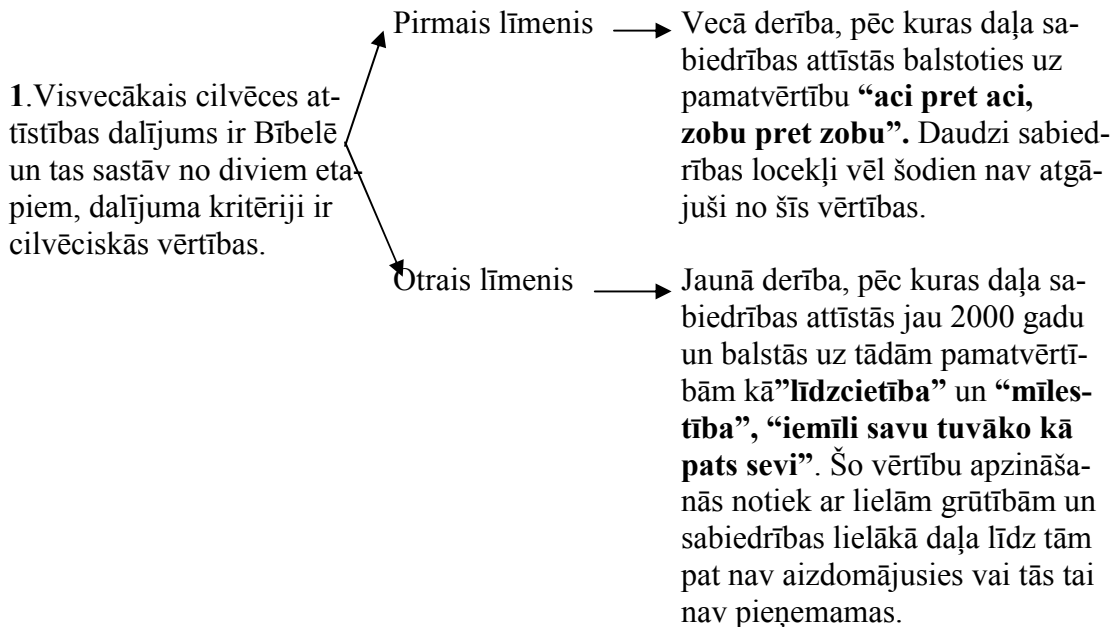 1.Visvecākais cilvēces at-
tīstības dalījums ir Bībelē
un tas sastāv no diviem eta-
piem, dalījuma kritēriji ir
cilvēciskās vērtības.
Pirmais līmenis
Vecā derība, pēc kuras daļa sa-
biedrības attīstās balstoties uz
pamatvērtību “aci pret aci,
zobu pret zobu”. Daudzi sabied-
rības locekļi vēl šodien nav atgā-
juši no šīs vērtības.
Otrais līmenis
Jaunā derība, pēc kuras daļa sa-
biedrības attīstās jau 2000 gadu
un balstās uz tādām pamatvērtī-
bām kā”līdzcietība” un “mīles-
tība”, “iemīli savu tuvāko kā
pats sevi”. Šo vērtību apzināša-
nās notiek ar lielām grūtībām un
sabiedrības lielākā daļa līdz tām
pat nav aizdomājusies vai tās tai
nav pieņemamas.